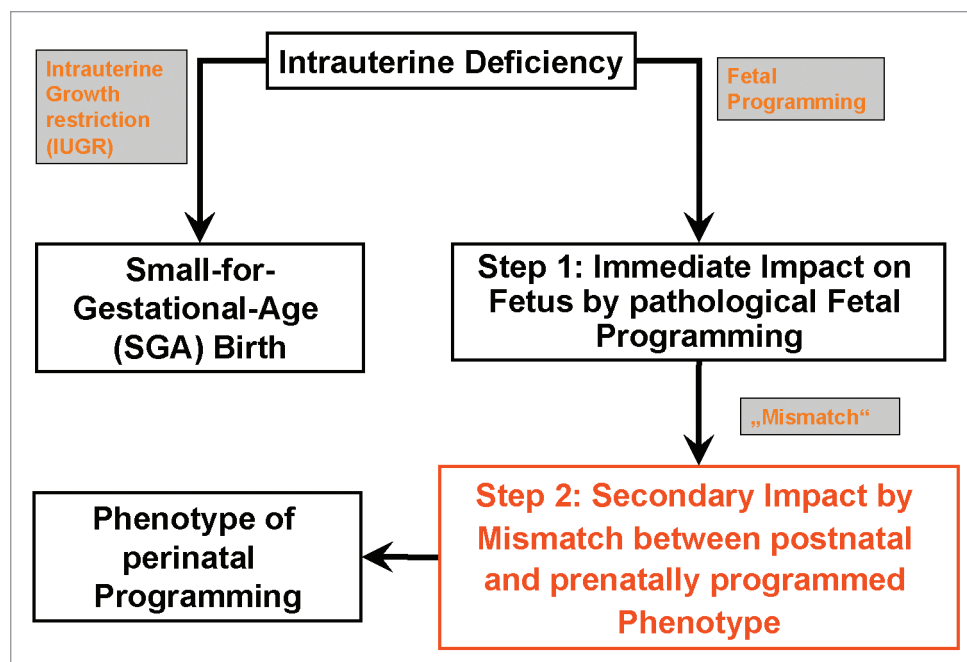 Intrauterine Deficiency
Intrauterine
Growth
restriction
(IUGR)
Fetal
Programming
Small-for-
Gestational-Age
(SGA) Birth
Step 1: Immediate Impact on
Fetus by pathological Fetal
Programming
„Mismatch“
Step 2: Secondary Impact by
Mismatch between postnatal
and prenatally programmed
Phenotype
Phenotype of
perinatal
Programming